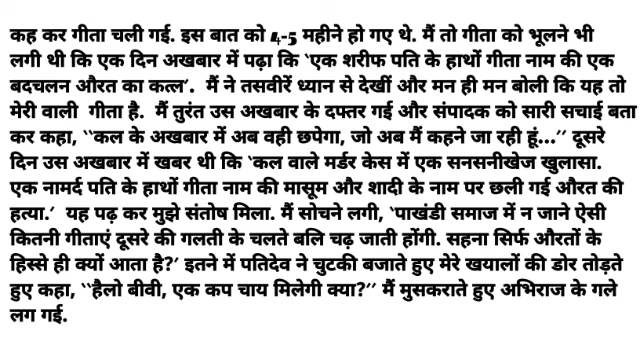 कह कर गीता चली गई. इस बात को 4-5 महीने हो गए थे. मैं तो गीता को भूलने भी
लगी थी कि एक दिन अखबार में पढ़ा कि ‘एक शरीफ पति के हाथों गीता नाम की एक
बदचलन औरत का कत्ल’. मैं ने तसवीरें ध्यान से देखीं और मन ही मन बोली कि यह तो
मेरी वाली गीता है. मैं तुरंत उस अखबार के दफ्तर गई और संपादक को सारी सचाई बता
कर कहा, ‘‘कल के अखबार में अब वही छपेगा, जो अब मैं कहने जा रही हूं...’’ दूसरे
दिन उस अखबार में खबर थी कि ‘कल वाले मर्डर केस में एक सनसनीखेज खुलासा.
एक नामर्द पति के हाथों गीता नाम की मासूम और शादी के नाम पर छली गई औरत की
हत्या.’ यह पढ़ कर मुझे संतोष मिला. मैं सोचने लगी, ‘पाखंडी समाज में न जाने ऐसी
कितनी गीताएं दूसरे की गलती के चलते बलि चढ़ जाती होंगी. सहना सिर्फ औरतों के
हिस्से ही क्यों आता है?’ इतने में पतिदेव ने चुटकी बजाते हुए मेरे खयालों की डोर तोड़ते
हुए कहा, ‘‘हैलो बीवी, एक कप चाय मिलेगी क्या?’’ मैं मुसकराते हुए अभिराज के गले
लग गई.